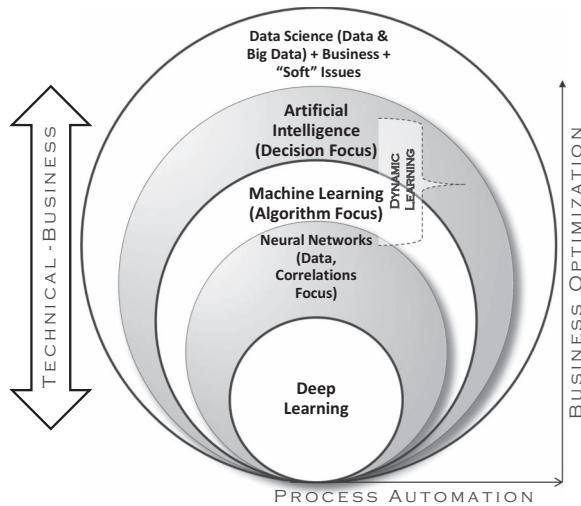 Data Science (Data &
Big Data) + Business +
“Soft” Issues
Artificial
Intelligence
(Decision Focus)
Machine Learning
(Algorithm Focus)
Neural Networks
(Data,
Correlations
Focus)
Deep
Learning
DYNAMIC
LEARNING
TECHNICAL - BUSINESS
BUSINESS OPTIMIZATION
PROCESS AUTOMATION